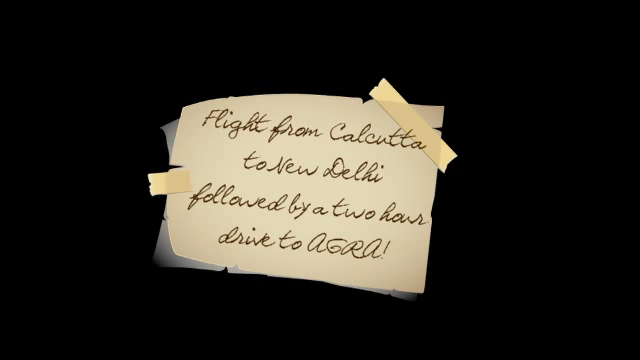 Flight from Calcutta
to New Delhi
followed by a two hour
drive to AGRA!